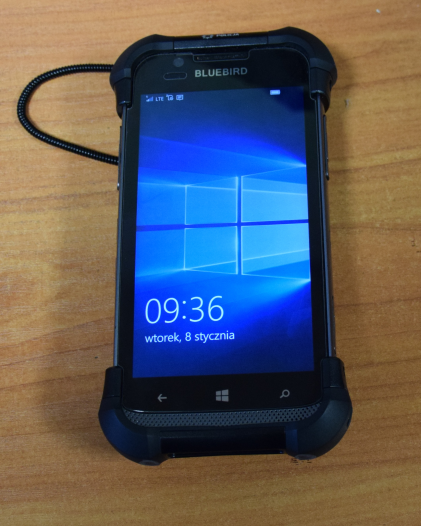 BLUEBIRD
LTE
09:36
wtorek, 8 stycznia